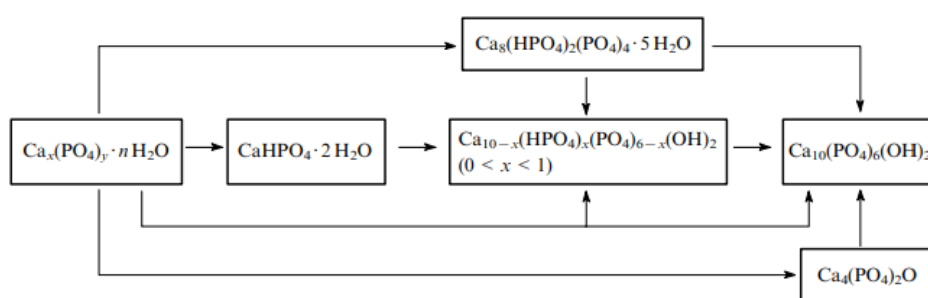 Ca₈(HPO₄)₂(PO₄)₄ · 5 H₂O
Caₓ(PO₄)ᵧ · n H₂O
CaHPO₄ · 2 H₂O
Ca₁₀₋ₓ(HPO₄)ₓ(PO₄)₆₋ₓ(OH)₂
(0 < x < 1)
Ca₁₀(PO₄)₆(OH)₂
Ca₄(PO₄)₂O